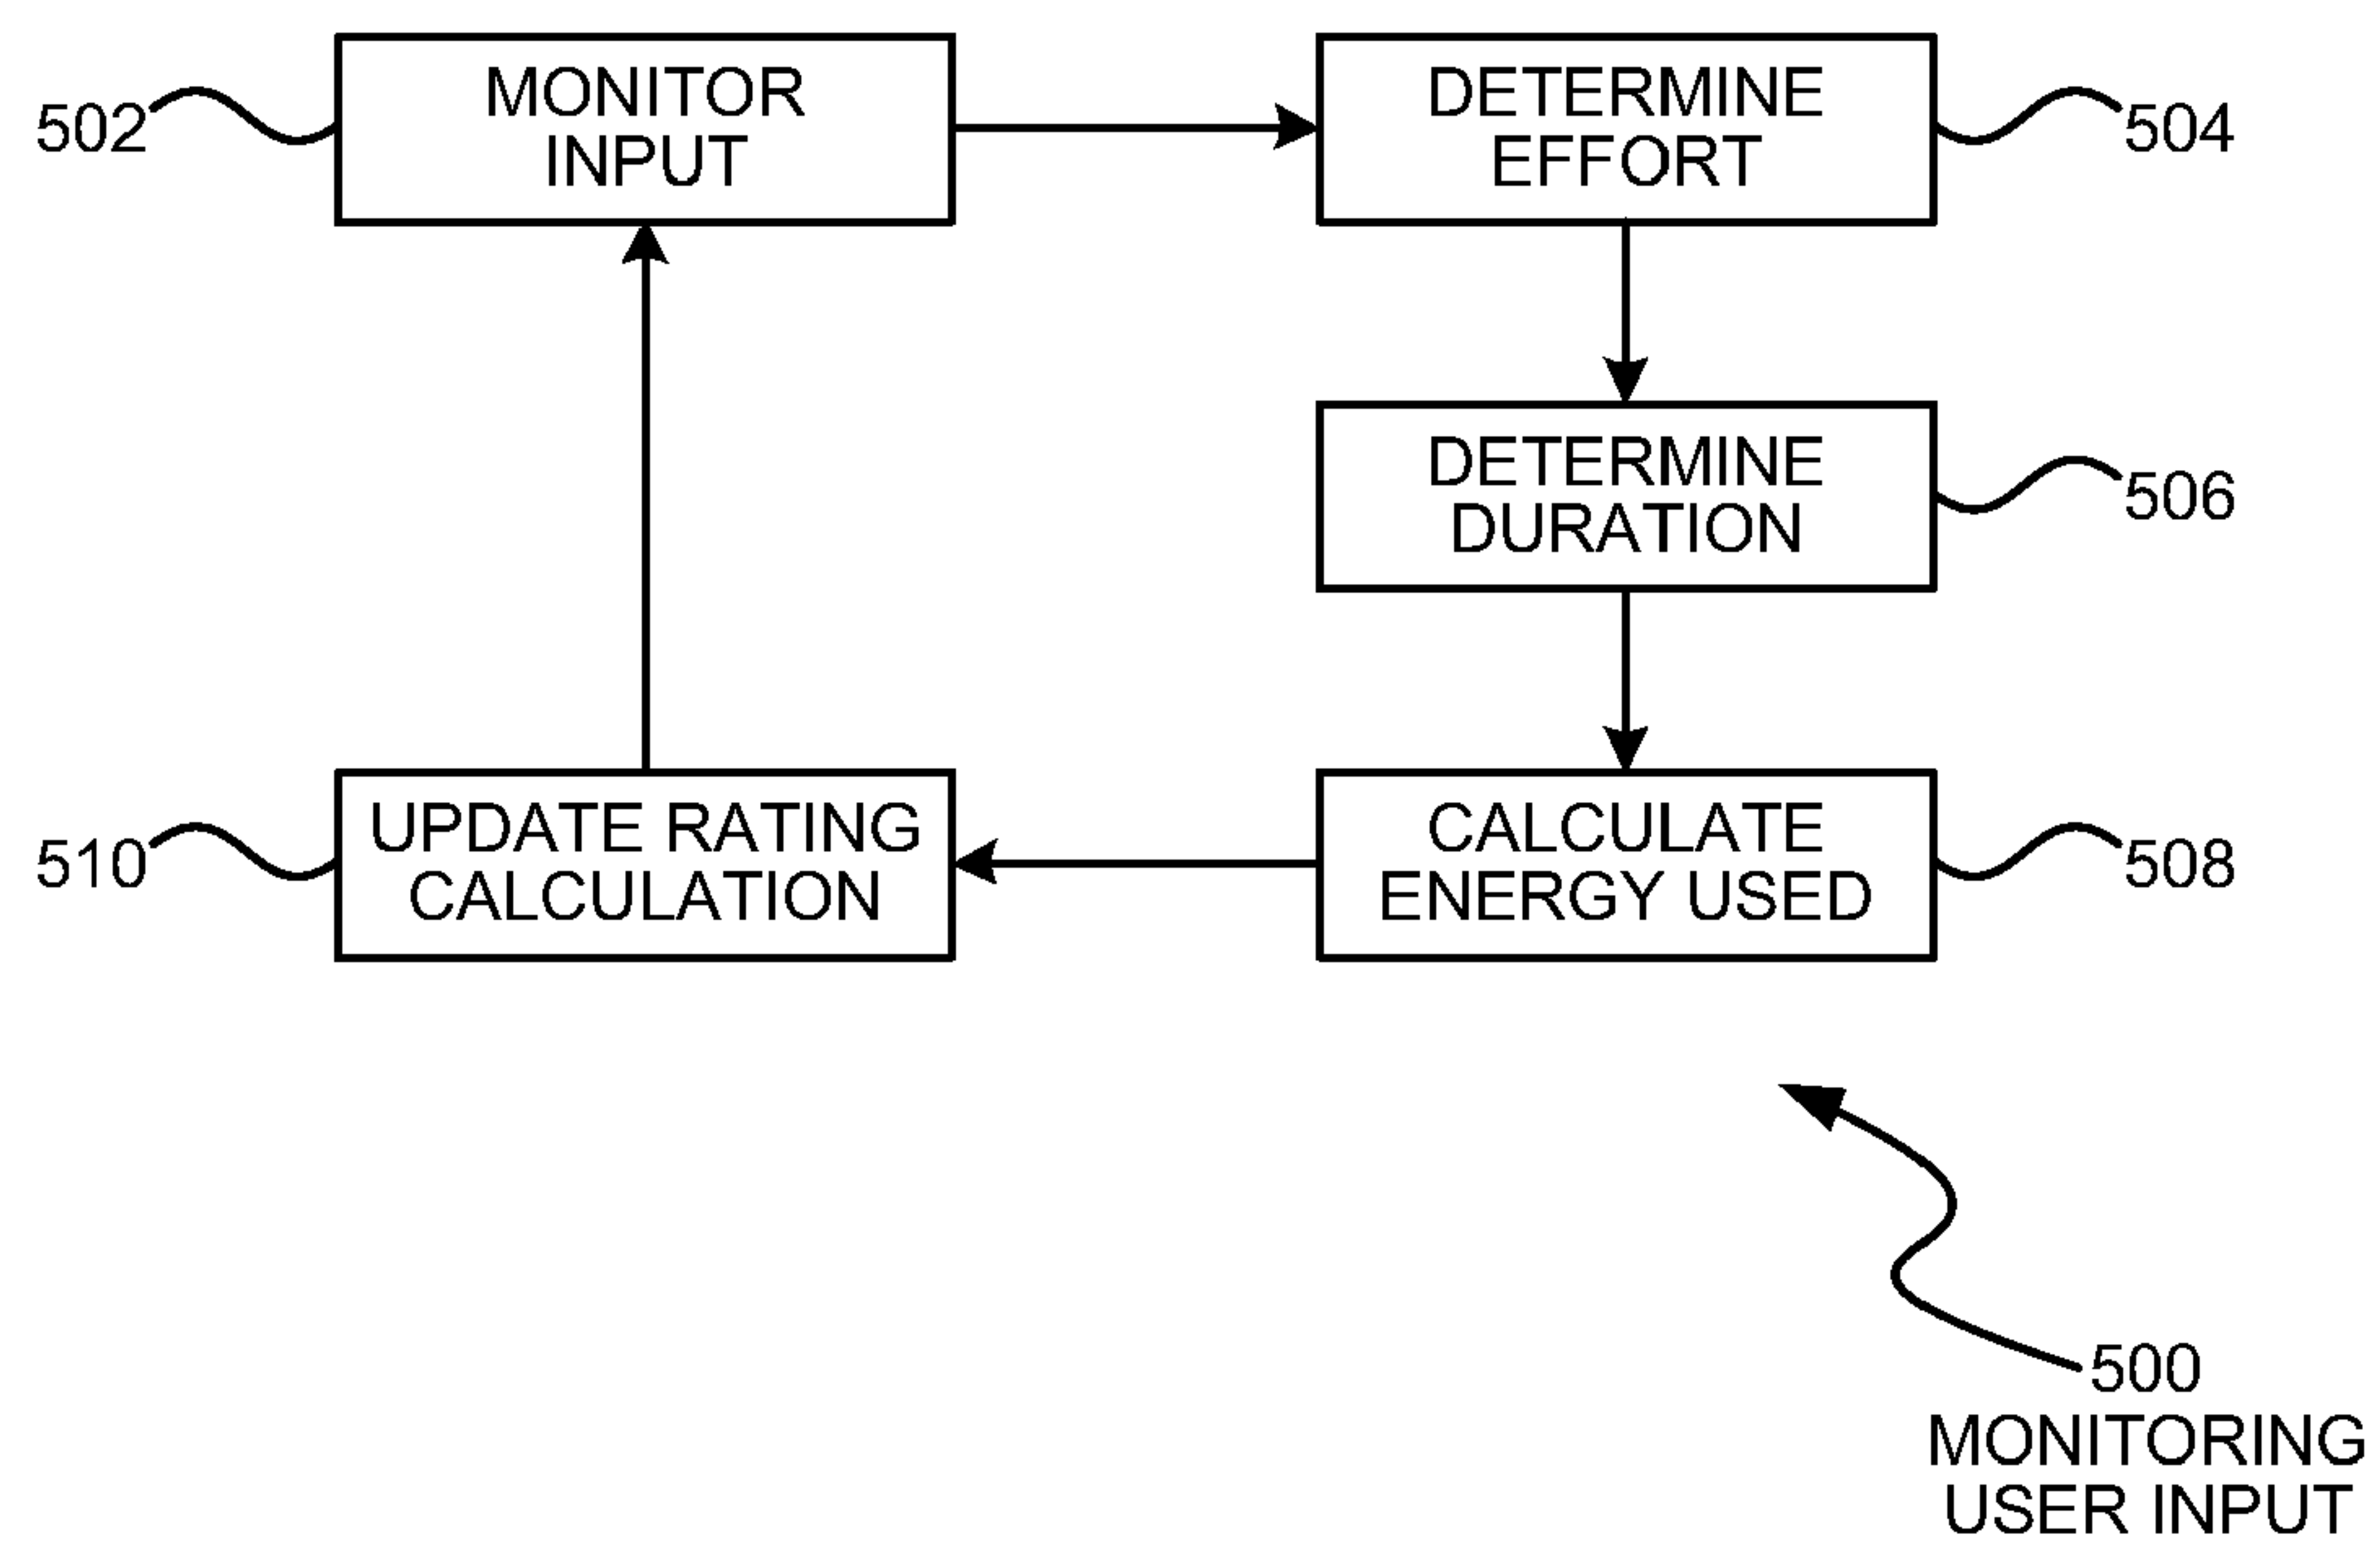 502
MONITOR
INPUT
DETERMINE
EFFORT
504
DETERMINE
DURATION
506
510
UPDATE RATING
CALCULATION
CALCULATE
ENERGY USED
508
500
MONITORING
USER INPUT